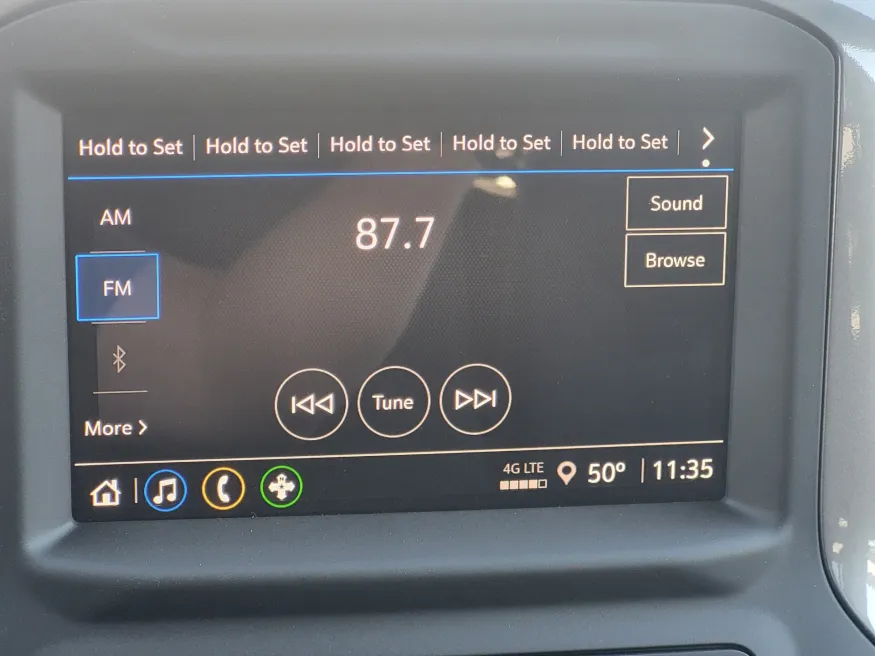 Hold to Set Hold to Set Hold to Set Hold to Set Hold to Set
AM
87.7
Sound
FM
Browse
Tune
More
4G LTE
50° 11:35